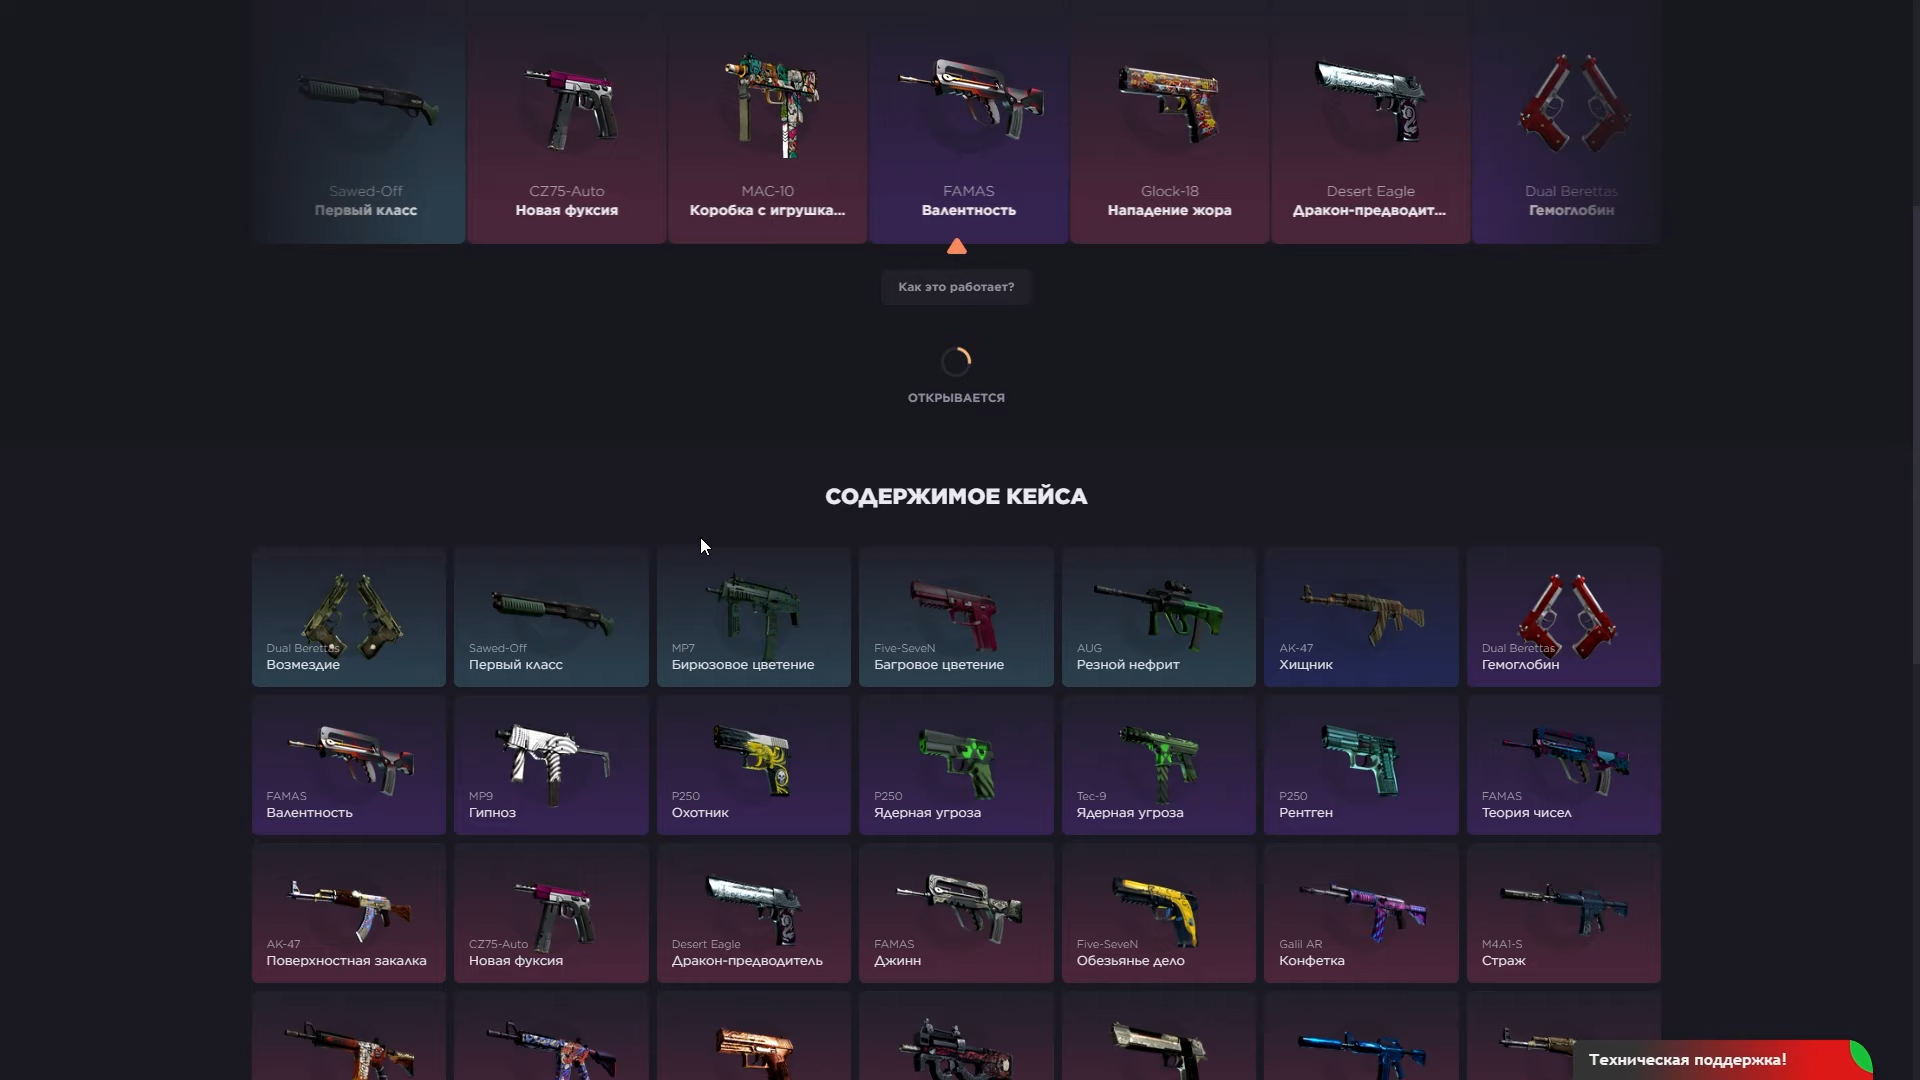 Sawed-Off
Первый класс
CZ75-Auto
Новая фуксия
MAC-10
Коробка с игрушка...
FAMAS
Валентность
Glock-18
Нападение жора
Desert Eagle
Дракон-предводит...
Dual Berettas
Гемоглобин
Как это работает?
ОТКРЫВАЕТСЯ
СОДЕРЖИМОЕ КЕЙСА
Dual Berettas
Возмездие
Sawed-Off
Первый класс
MP7
Бирюзовое цветение
Five-SeveN
Багровое цветение
AUG
Резной нефрит
AK-47
Хищник
Dual Berettas
Гемоглобин
FAMAS
Валентность
MP9
Гипноз
P250
Охотник
P250
Ядерная угроза
Tec-9
Ядерная угроза
P250
Рентген
FAMAS
Теория чисел
AK-47
Поверхностная закалка
CZ75-Auto
Новая фуксия
Desert Eagle
Дракон-предводитель
FAMAS
Джинн
Five-SeveN
Обезьянье дело
Galil AR
Конфетка
M4A1-S
Страж
Техническая поддержка!